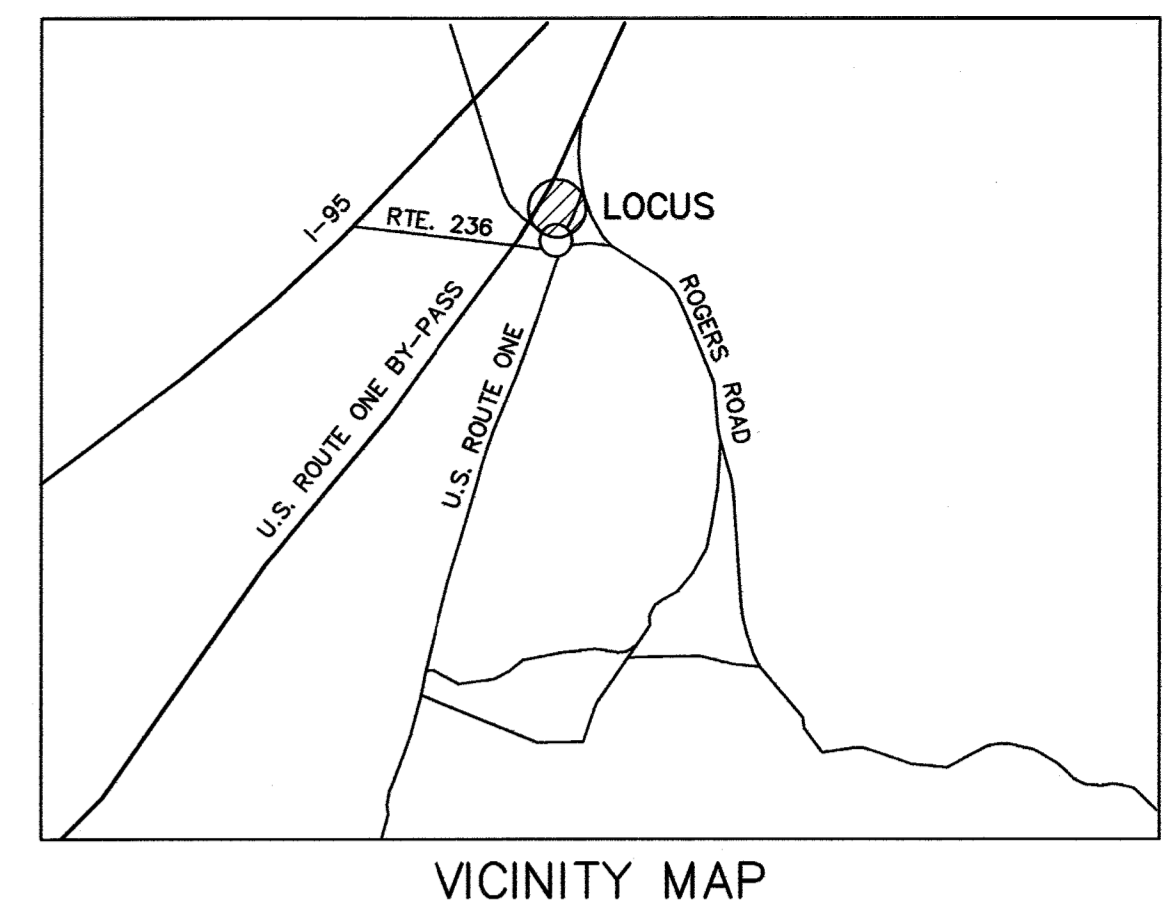 LOCUS
I-95
RTE. 236
ROGERS ROAD
U.S. ROUTE ONE BY-PASS
U.S. ROUTE ONE
VICINITY MAP